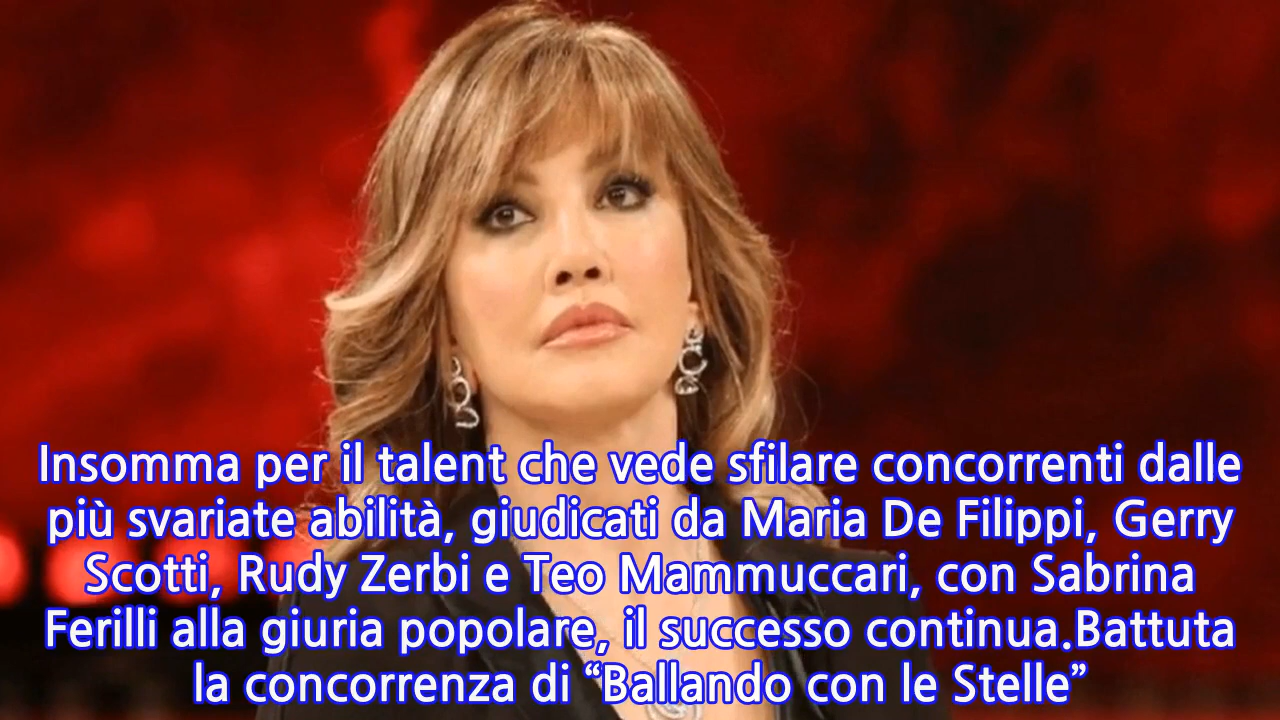 Insomma per il talent che vede sfilare concorrenti dalle
più svariate abilità, giudicati da Maria De Filippi, Gerry
Scotti, Rudy Zerbi e Teo Mammuccari, con Sabrina
Ferilli alla giuria popolare, il successo continua.Battuta
la concorrenza di “Ballando con le Stelle”